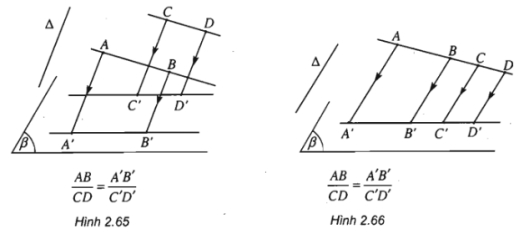 Δ
C
D
A
B
C'
D'
A'
B'
β
AB/CD = A'B'/C'D'
Hình 2.65
Δ
A
B
C
D
A'
B'
C'
D'
β
AB/CD = A'B'/C'D'
Hình 2.66